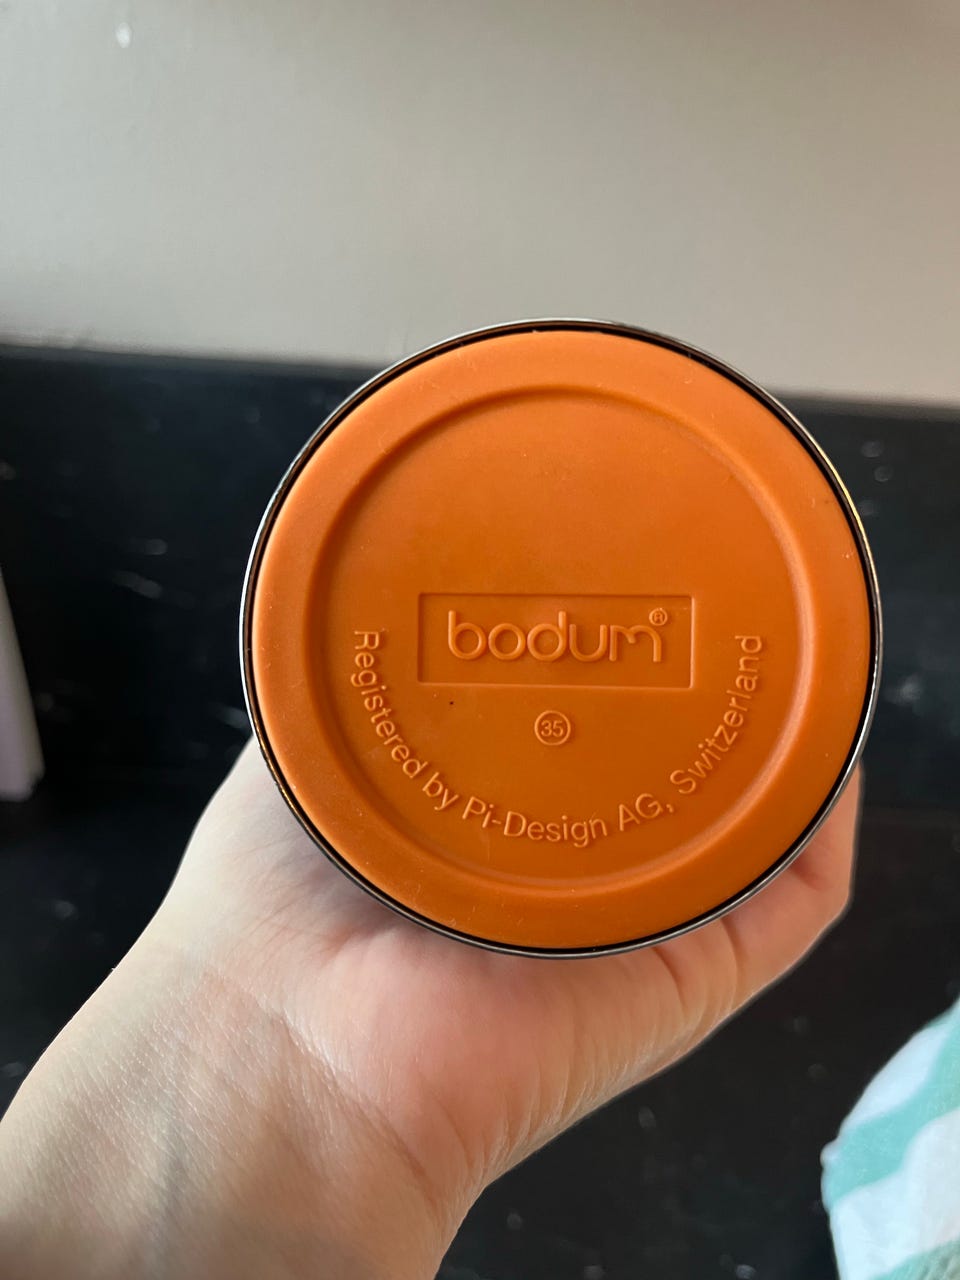 bodum®
35
Registered by Pi-Design AG, Switzerland